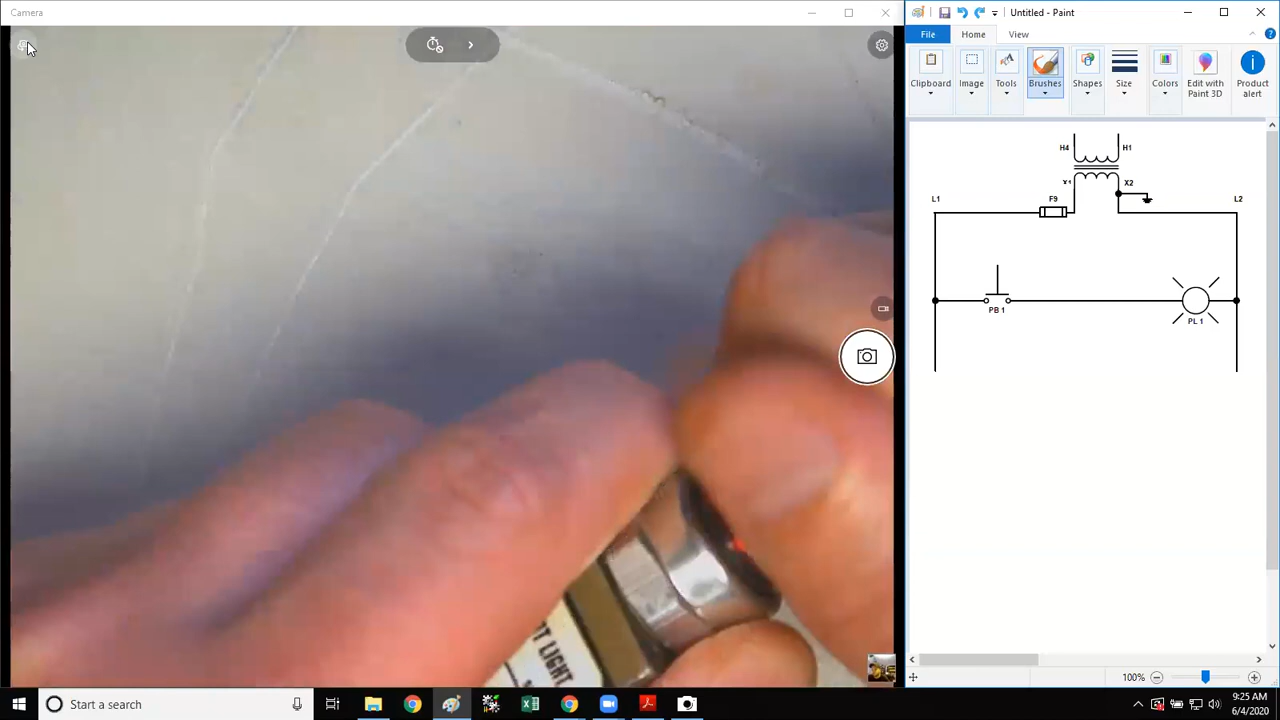 Camera
Untitled - Paint
File
Home
View
Clipboard
Image
Tools
Brushes
Shapes
Size
Colors
Edit with
Paint 3D
Product
alert
H4
H1
X1
X2
L1
F9
L2
PB 1
PL 1
LIGHT
100%
Start a search
9:25 AM
6/4/2020